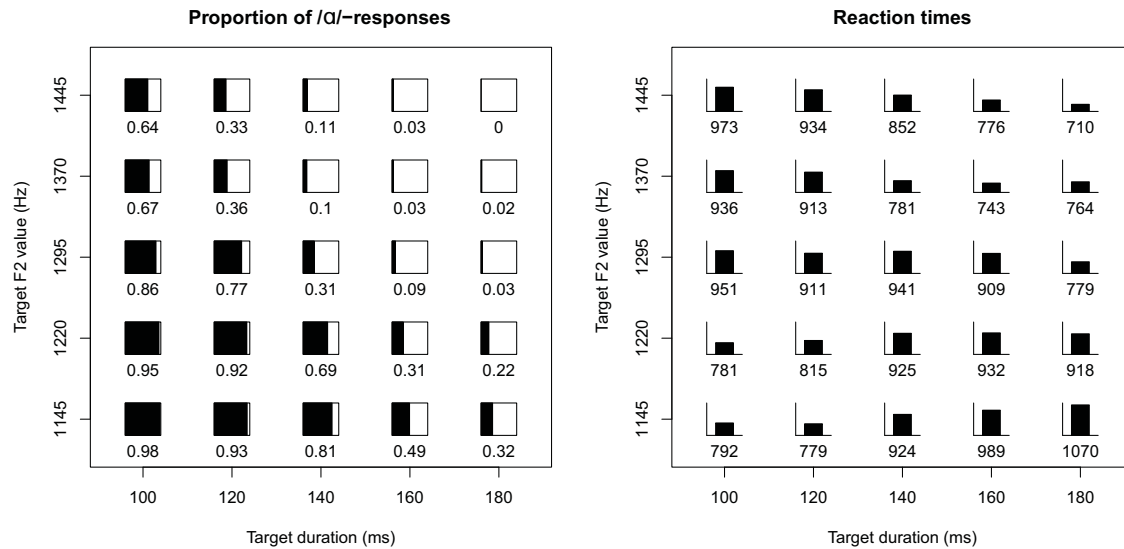 Proportion of /ɑ/−responses
1445
0.64 0.33 0.11 0.03 0
1370
0.67 0.36 0.1 0.03 0.02
1295
0.86 0.77 0.31 0.09 0.03
1220
0.95 0.92 0.69 0.31 0.22
1145
0.98 0.93 0.81 0.49 0.32
100 120 140 160 180
Target duration (ms)
Target F2 value (Hz)
Reaction times
1445
973 934 852 776 710
1370
936 913 781 743 764
1295
951 911 941 909 779
1220
781 815 925 932 918
1145
792 779 924 989 1070
100 120 140 160 180
Target duration (ms)
Target F2 value (Hz)